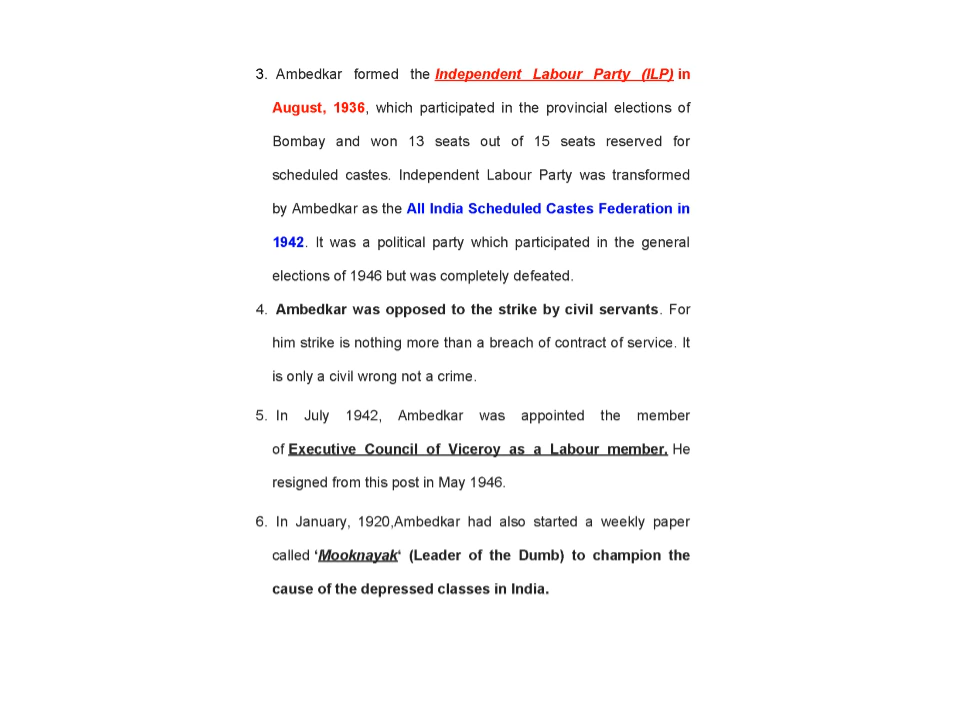 3. Ambedkar formed the Independent Labour Party (ILP) in
August, 1936, which participated in the provincial elections of
Bombay and won 13 seats out of 15 seats reserved for
scheduled castes. Independent Labour Party was transformed
by Ambedkar as the All India Scheduled Castes Federation in
1942. It was a political party which participated in the general
elections of 1946 but was completely defeated.
4. Ambedkar was opposed to the strike by civil servants. For
him strike is nothing more than a breach of contract of service. It
is only a civil wrong not a crime.
5. In July 1942, Ambedkar was appointed the member
of Executive Council of Viceroy as a Labour member. He
resigned from this post in May 1946.
6. In January, 1920,Ambedkar had also started a weekly paper
called ‘Mooknayak‘ (Leader of the Dumb) to champion the
cause of the depressed classes in India.